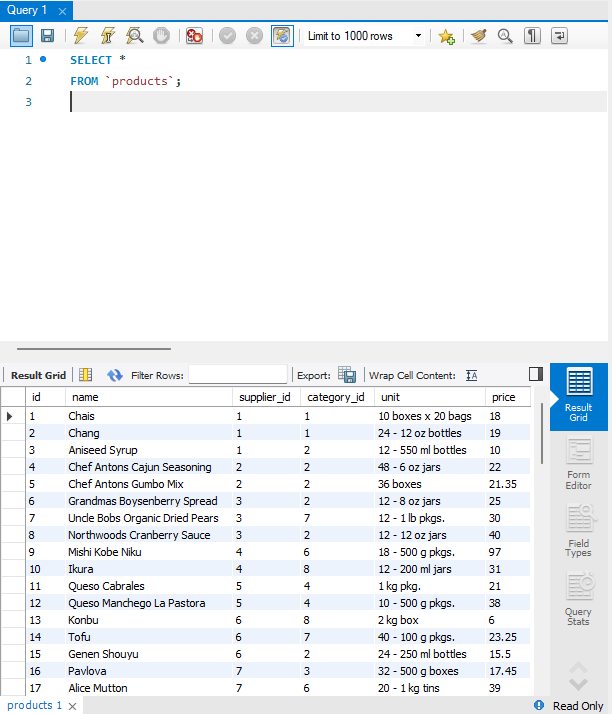 Query 1
Limit to 1000 rows
1 SELECT *
2 FROM `products`;
3
Result Grid Filter Rows: Export: Wrap Cell Content:
id name supplier_id category_id unit price
1 Chais 1 1 10 boxes x 20 bags 18
2 Chang 1 1 24 - 12 oz bottles 19
3 Aniseed Syrup 1 2 12 - 550 ml bottles 10
4 Chef Antons Cajun Seasoning 2 2 48 - 6 oz jars 22
5 Chef Antons Gumbo Mix 2 2 36 boxes 21.35
6 Grandmas Boysenberry Spread 3 2 12 - 8 oz jars 25
7 Uncle Bobs Organic Dried Pears 3 7 12 - 1 lb pkgs. 30
8 Northwoods Cranberry Sauce 3 2 12 - 12 oz jars 40
9 Mishi Kobe Niku 4 6 18 - 500 g pkgs. 97
10 Ikura 4 8 12 - 200 ml jars 31
11 Queso Cabrales 5 4 1 kg pkg. 21
12 Queso Manchego La Pastora 5 4 10 - 500 g pkgs. 38
13 Konbu 6 8 2 kg box 6
14 Tofu 6 7 40 - 100 g pkgs. 23.25
15 Genen Shouyu 6 2 24 - 250 ml bottles 15.5
16 Pavlova 7 3 32 - 500 g boxes 17.45
17 Alice Mutton 7 6 20 - 1 kg tins 39
Result
Grid
Form
Editor
Field
Types
Query
Stats
products 1
Read Only